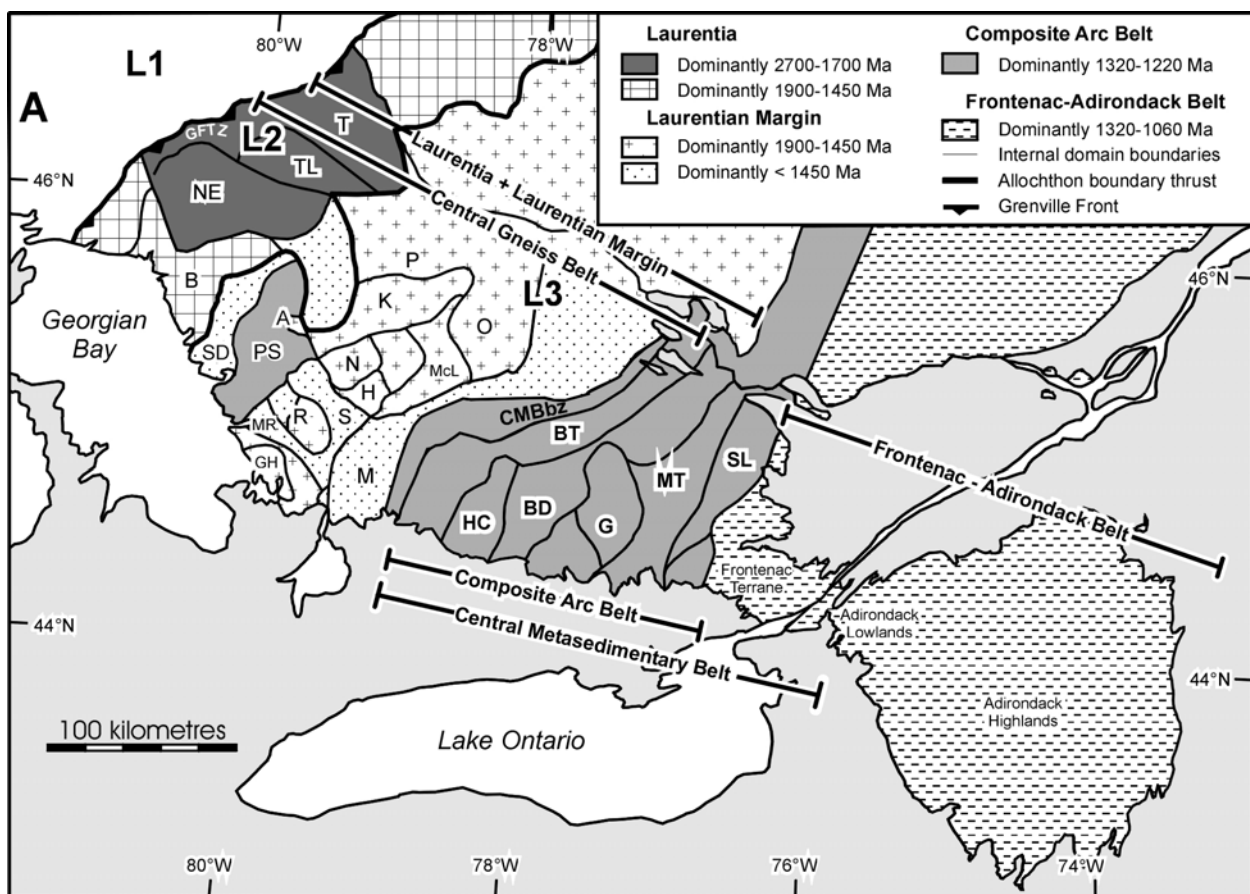 80°W
78°W
L1
A
Laurentia
Dominantly 2700-1700 Ma
Dominantly 1900-1450 Ma
Laurentian Margin
Dominantly 1900-1450 Ma
Dominantly < 1450 Ma
Composite Arc Belt
Dominantly 1320-1220 Ma
Frontenac-Adirondack Belt
Dominantly 1320-1060 Ma
Internal domain boundaries
Allochthon boundary thrust
Grenville Front
GFTZ
L2
T
TL
NE
46°N
Laurentia + Laurentian Margin
Central Gneiss Belt
46°N
P
B
K
L3
A
O
Georgian
Bay
SD
PS
N
McL
H
MR
R
S
CMBbz
BT
GH
M
MT
SL
HC
BD
G
Frontenac - Adirondack Belt
Frontenac
Terrane
Composite Arc Belt
Central Metasedimentary Belt
44°N
Adirondack
Lowlands
44°N
Adirondack
Highlands
100 kilometres
Lake Ontario
80°W
78°W
76°W
74°W